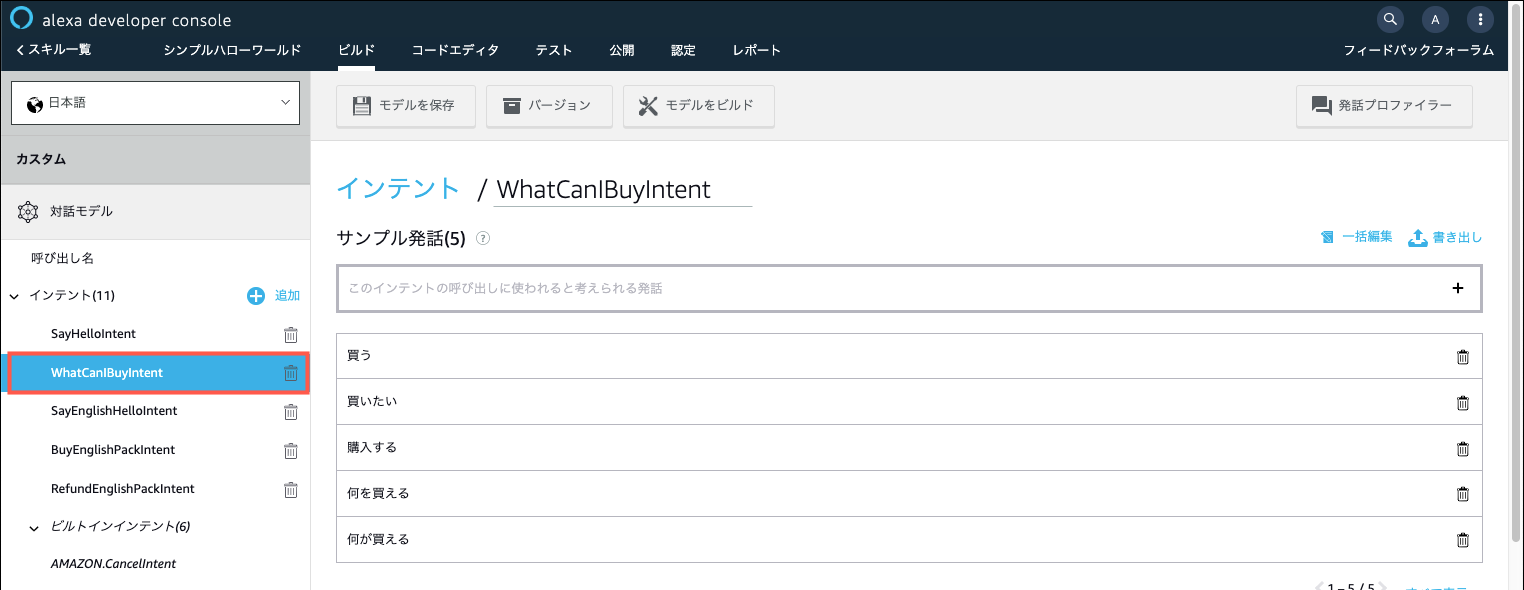 alexa developer console
A
スキル一覧 シンプルハローワールド ビルド コードエディタ テスト 公開 認定 レポート フィードバックフォーラム
日本語
モデルを保存 バージョン モデルをビルド 発話プロファイラー
カスタム
対話モデル
呼び出し名
インテント(11) 追加
SayHelloIntent
WhatCanIBuyIntent
SayEnglishHelloIntent
BuyEnglishPackIntent
RefundEnglishPackIntent
ビルトインインテント(6)
AMAZON.CancelIntent
インテント / WhatCanIBuyIntent
サンプル発話(5) ?
一括編集 書き出し
このインテントの呼び出しに使われると考えられる発話
買う
買いたい
購入する
何を買える
何が買える
1 – 5 / 5